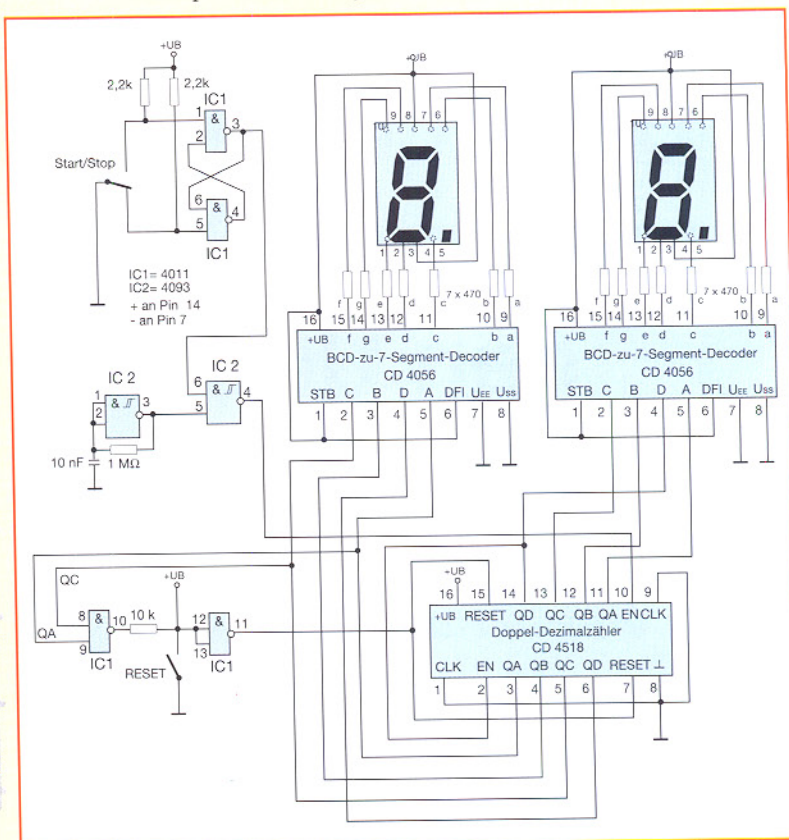 +UB
2,2k 2,2k
IC1
&
1 2 3
Start/Stop
6 5 4
&
IC1
IC1= 4011
IC2= 4093
+ an Pin 14
- an Pin 7
+UB
9 8 7 6
1 2 3 4 5
7 x 470
f g e d c b a
16 15 14 13 12 11 10 9
+UB f g e d c b a
BCD-zu-7-Segment-Decoder
CD 4056
STB C B D A DFI UEE USS
1 2 3 4 5 6 7 8
+UB
9 8 7 6
1 2 3 4 5
7 x 470
f g e d c b a
16 15 14 13 12 11 10 9
+UB f g e d c b a
BCD-zu-7-Segment-Decoder
CD 4056
STB C B D A DFI UEE USS
1 2 3 4 5 6 7 8
IC 2
1 2 & 3
10 nF 1 MΩ
IC 2
6 5 & 4
QC
QA
8 9 & 10
IC1
10 k
+UB
RESET
12 13 & 11
IC1
+UB
16 15 14 13 12 11 10 9
+UB RESET QD QC QB QA EN CLK
Doppel-Dezimalzähler
CD 4518
CLK EN QA QB QC QD RESET ⊥
1 2 3 4 5 6 7 8